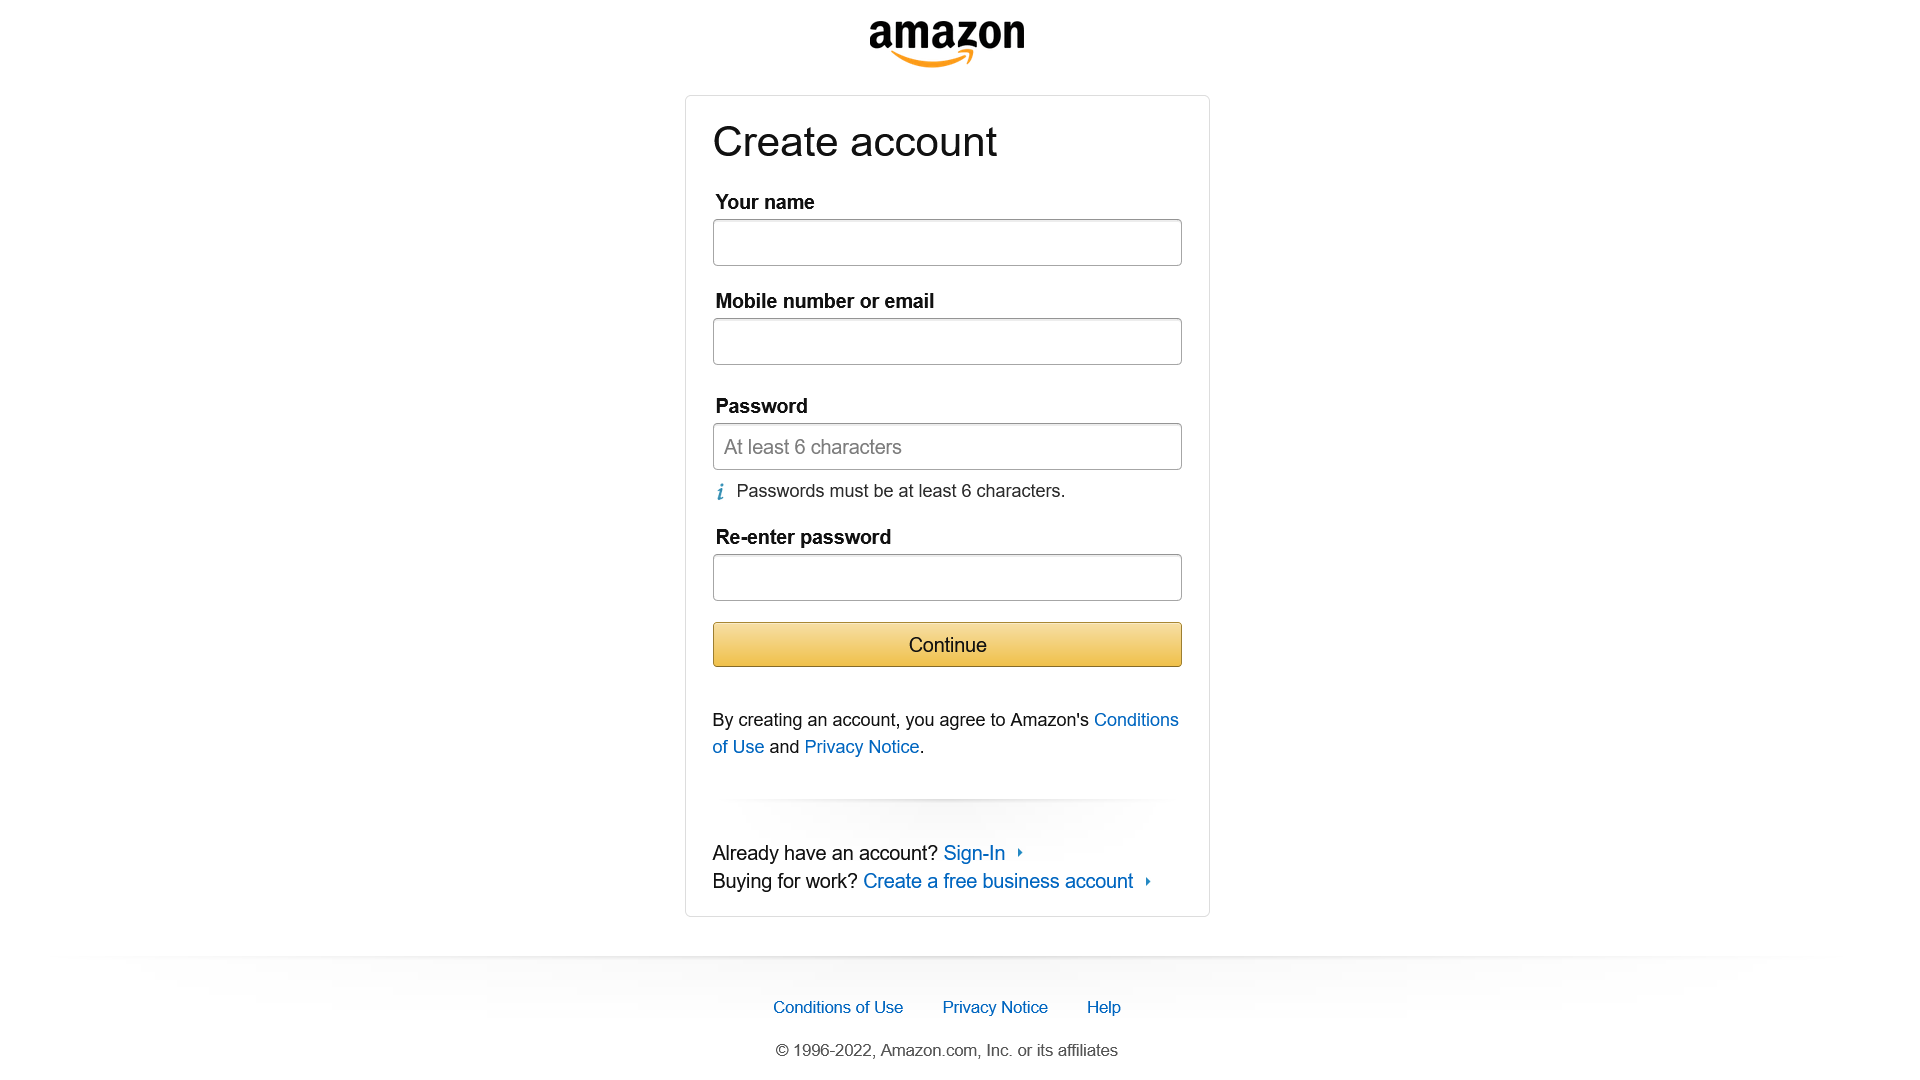 amazon
Create account
Your name
Mobile number or email
Password
At least 6 characters
i Passwords must be at least 6 characters.
Re-enter password
Continue
By creating an account, you agree to Amazon's Conditions
of Use and Privacy Notice.
Already have an account? Sign-In
Buying for work? Create a free business account
Conditions of Use Privacy Notice Help
© 1996-2022, Amazon.com, Inc. or its affiliates